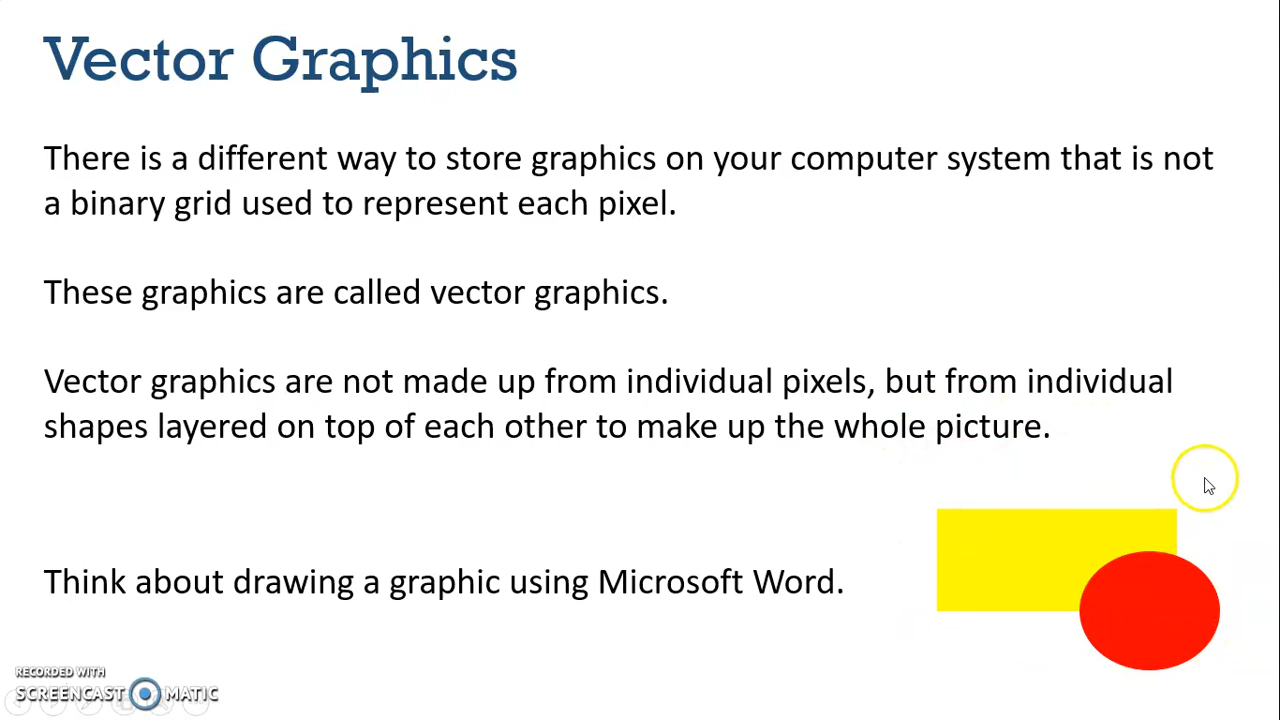 Vector Graphics
There is a different way to store graphics on your computer system that is not
a binary grid used to represent each pixel.
These graphics are called vector graphics.
Vector graphics are not made up from individual pixels, but from individual
shapes layered on top of each other to make up the whole picture.
Think about drawing a graphic using Microsoft Word.
RECORDED WITH
SCREENCAST MATIC